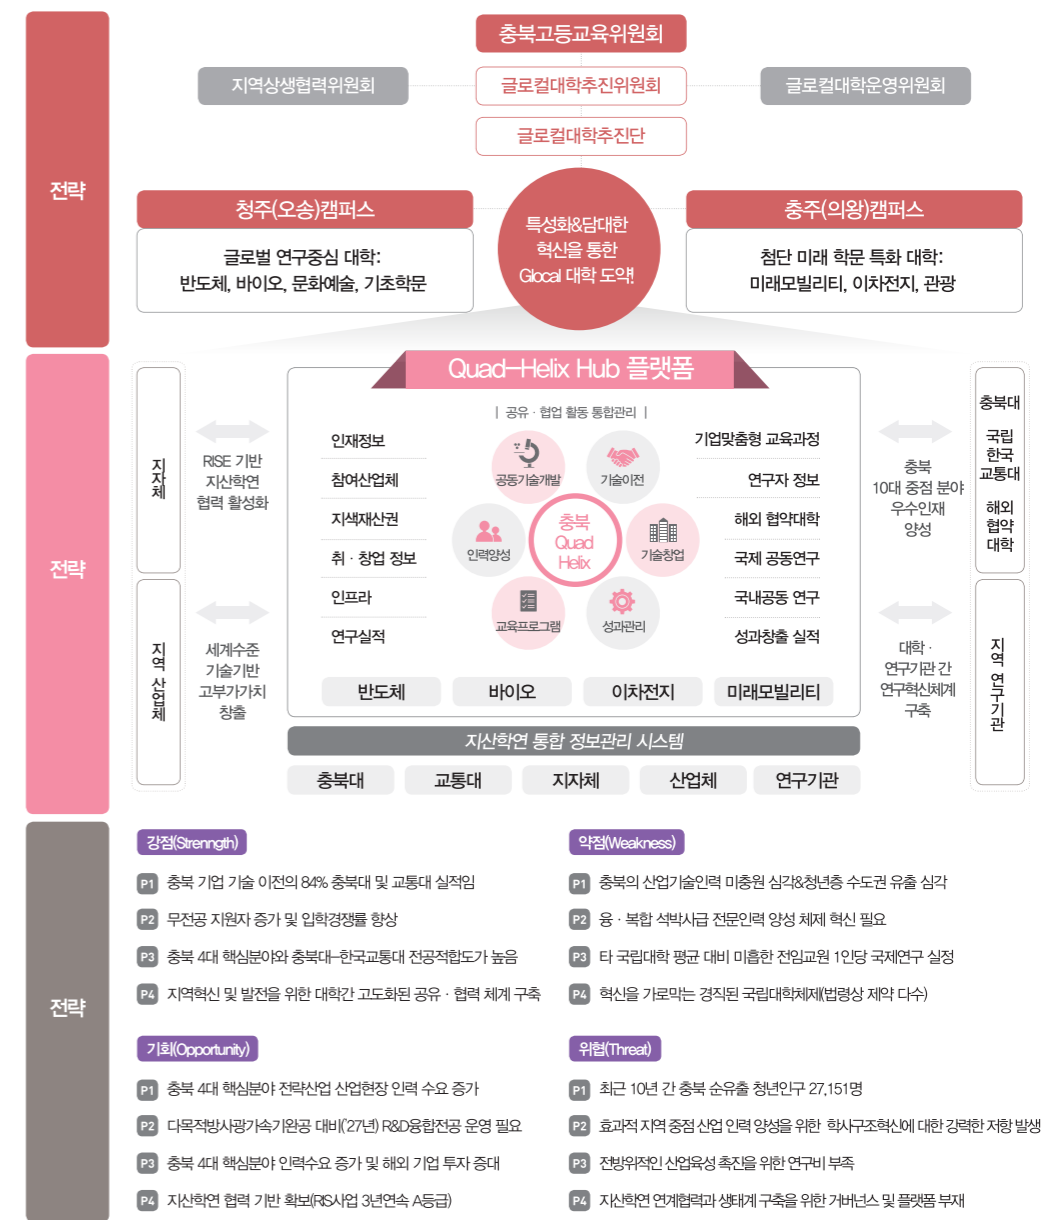 전략
충북고등교육위원회
지역상생협력위원회
글로컬대학추진위원회
글로컬대학운영위원회
글로컬대학추진단
청주(오송)캠퍼스
글로벌 연구중심 대학:
반도체, 바이오, 문화예술, 기초학문
특성화&담대한
혁신을 통한
Glocal 대학 도약!
충주(의왕)캠퍼스
첨단 미래 학문 특화 대학:
미래모빌리티, 이차전지, 관광
전략
지자체
RISE 기반
지산학연
협력 활성화
지역 산업체
세계수준
기술기반
고부가가치
창출
Quad-Helix Hub 플랫폼
| 공유 · 협업 활동 통합관리 |
인재정보
참여산업체
지색재산권
취 · 창업 정보
인프라
연구실적
공동기술개발
기술이전
인력양성
충북
Quad
Helix
기술창업
교육프로그램
성과관리
기업맞춤형 교육과정
연구자 정보
해외 협약대학
국제 공동연구
국내공동 연구
성과창출 실적
반도체
바이오
이차전지
미래모빌리티
지산학연 통합 정보관리 시스템
충북대
교통대
지자체
산업체
연구기관
충북
10대 중점 분야
우수인재
양성
충북대
국립
한국
교통대
해외
협약
대학
대학 ·
연구기관 간
연구혁신체계
구축
지역 연구기관
전략
강점(Strenngth)
P1 충북 기업 기술 이전의 84% 충북대 및 교통대 실적임
P2 무전공 지원자 증가 및 입학경쟁률 향상
P3 충북 4대 핵심분야와 충북대-한국교통대 전공적합도가 높음
P4 지역혁신 및 발전을 위한 대학간 고도화된 공유 · 협력 체계 구축
약점(Weakness)
P1 충북의 산업기술인력 미충원 심각&청년층 수도권 유출 심각
P2 융 · 복합 석박사급 전문인력 양성 체제 혁신 필요
P3 타 국립대학 평균 대비 미흡한 전임교원 1인당 국제연구 실정
P4 혁신을 가로막는 경직된 국립대학체제(법령상 제약 다수)
기회(Opportunity)
P1 충북 4대 핵심분야 전략산업 산업현장 인력 수요 증가
P2 다목적방사광가속기완공 대비('27년) R&D융합전공 운영 필요
P3 충북 4대 핵심분야 인력수요 증가 및 해외 기업 투자 증대
P4 지산학연 협력 기반 확보(RIS사업 3년연속 A등급)
위협(Threat)
P1 최근 10년 간 충북 순유출 청년인구 27,151명
P2 효과적 지역 중점 산업 인력 양성을 위한 학사구조혁신에 대한 강력한 저항 발생
P3 전방위적인 산업육성 촉진을 위한 연구비 부족
P4 지산학연 연계협력과 생태계 구축을 위한 거버넌스 및 플랫폼 부재